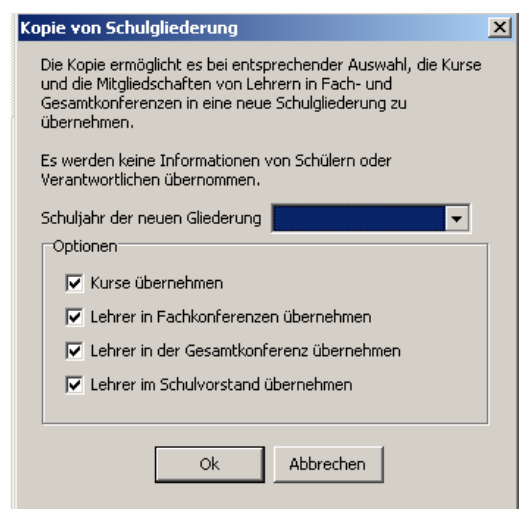 Kopie von Schulgliederung
Die Kopie ermöglicht es bei entsprechender Auswahl, die Kurse
und die Mitgliedschaften von Lehrern in Fach- und
Gesamtkonferenzen in eine neue Schulgliederung zu
übernehmen.
Es werden keine Informationen von Schülern oder
Verantwortlichen übernommen.
Schuljahr der neuen Gliederung
Optionen
Kurse übernehmen
Lehrer in Fachkonferenzen übernehmen
Lehrer in der Gesamtkonferenz übernehmen
Lehrer im Schulvorstand übernehmen
Ok Abbrechen